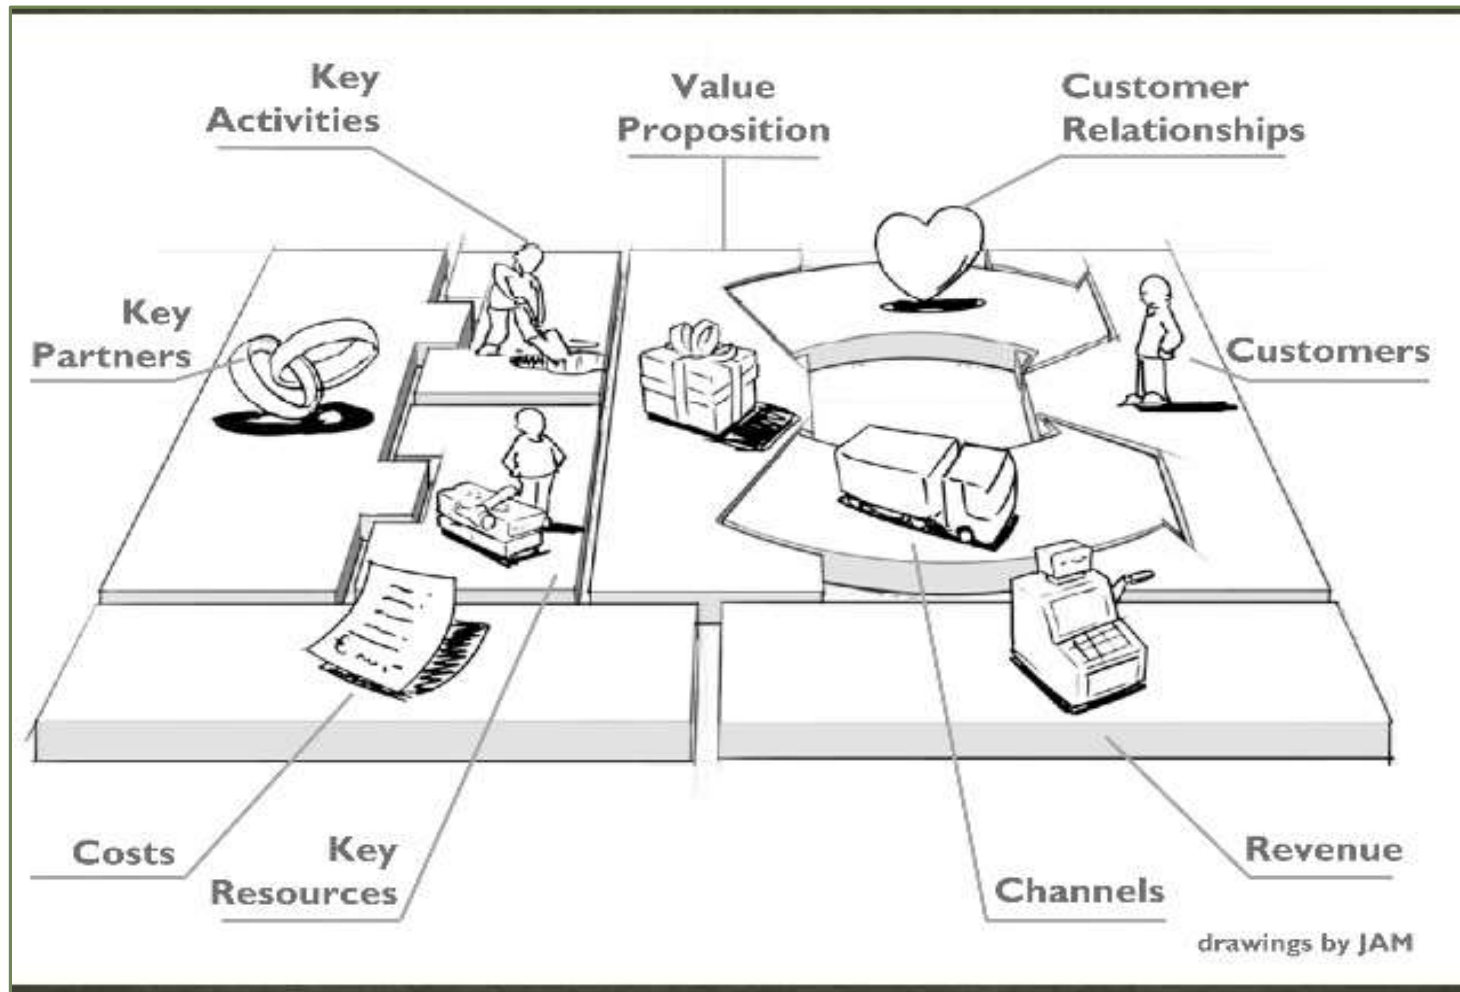 Key
Activities
Value
Proposition
Customer
Relationships
Key
Partners
Customers
Costs
Key
Resources
Channels
Revenue
drawings by JAM